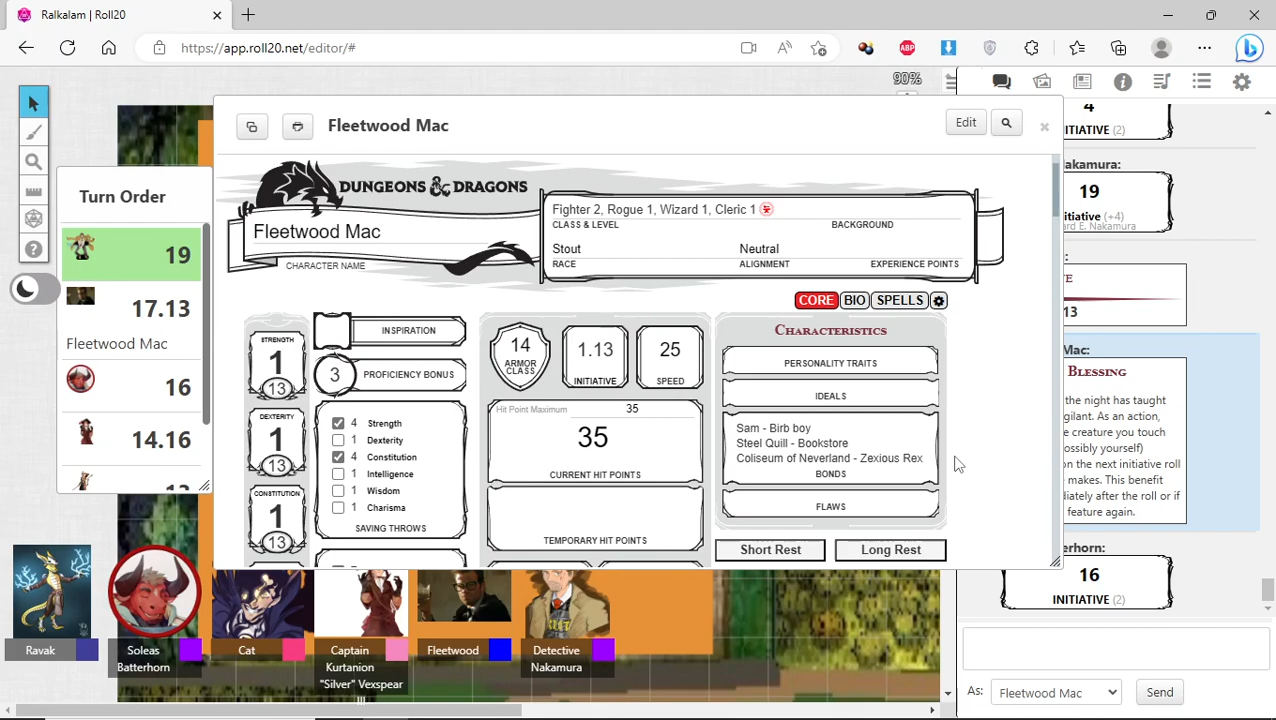 Ralkalam | Roll20
https://app.roll20.net/editor/#
ABP
90%
Fleetwood Mac
Edit
Turn Order
19
17.13
Fleetwood Mac
16
14.16
DUNGEONS & DRAGONS
Fleetwood Mac
CHARACTER NAME
Fighter 2, Rogue 1, Wizard 1, Cleric 1
CLASS & LEVEL
BACKGROUND
Stout
Neutral
RACE
ALIGNMENT
EXPERIENCE POINTS
CORE
BIO
SPELLS
STRENGTH
1
13
DEXTERITY
1
13
CONSTITUTION
1
13
INSPIRATION
3
PROFICIENCY BONUS
4 Strength
1 Dexterity
4 Constitution
1 Intelligence
1 Wisdom
1 Charisma
SAVING THROWS
14
ARMOR
CLASS
1.13
INITIATIVE
25
SPEED
Hit Point Maximum
35
35
CURRENT HIT POINTS
TEMPORARY HIT POINTS
CHARACTERISTICS
PERSONALITY TRAITS
IDEALS
Sam - Birb boy
Steel Quill - Bookstore
Coliseum of Neverland - Zexious Rex
BONDS
FLAWS
Short Rest
Long Rest
4
ITIATIVE (2)
akamura:
19
itiative (+4)
ard E. Nakamura
13
Mac:
BLESSING
the night has taught
gilant. As an action,
e creature you touch
ossibly yourself)
on the next initiative roll
makes. This benefit
diately after the roll or if
feature again.
erhorn:
16
INITIATIVE (2)
Ravak
Soleas
Batterhorn
Cat
Captain
Kurtanion
"Silver" Vexspear
Fleetwood
Detective
Nakamura
As:
Fleetwood Mac
Send